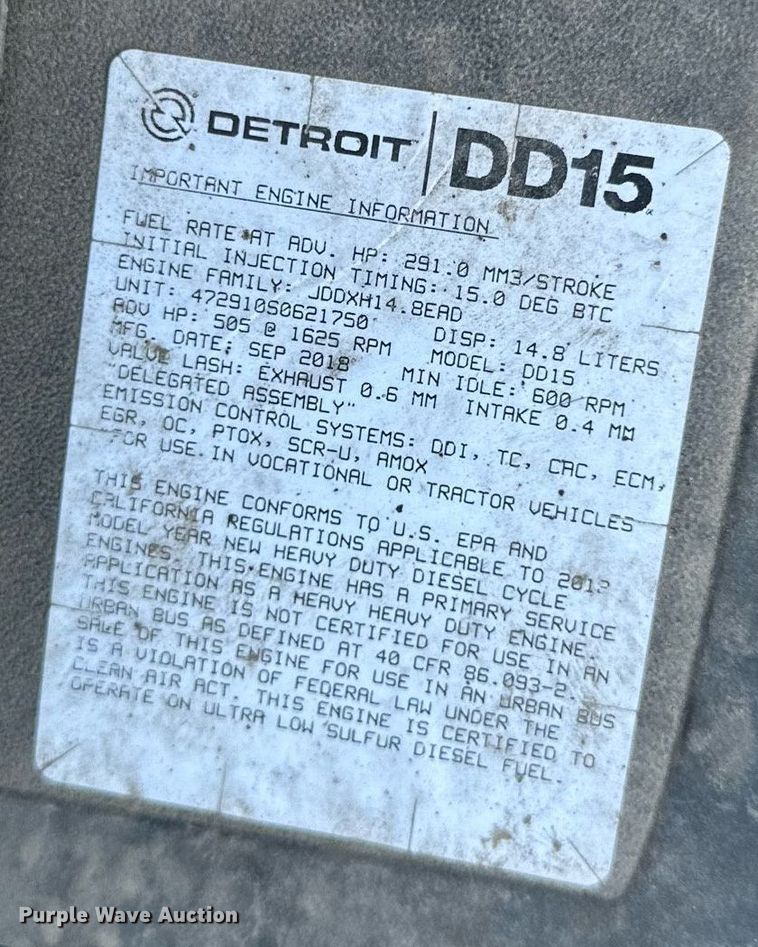 DETROIT DD15
IMPORTANT ENGINE INFORMATION
FUEL RATE AT ADV. HP: 291.0 MM3/STROKE
INITIAL INJECTION TIMING: 15.0 DEG BTC
ENGINE FAMILY: JDDXH14.8EAD DISP: 14.8 LITERS
UNIT: 472910S0621750 MODEL: DD15
ADV HP: 505 @ 1625 RPM MIN IDLE: 600 RPM
MFG. DATE: SEP 2018
VALVE LASH: EXHAUST 0.6 MM INTAKE 0.4 MM
"DELEGATED ASSEMBLY"
EMISSION CONTROL SYSTEMS: DDI, TC, CAC, ECM,
EGR, OC, PTOX, SCR-U, AMOX
FOR USE IN VOCATIONAL OR TRACTOR VEHICLES
THIS ENGINE CONFORMS TO U.S. EPA AND
CALIFORNIA REGULATIONS APPLICABLE TO
MODEL YEAR NEW HEAVY DUTY DIESEL CYCLE
ENGINES. THIS ENGINE HAS A PRIMARY SERVICE
APPLICATION AS A HEAVY HEAVY DUTY ENGINE.
THIS ENGINE IS NOT CERTIFIED FOR USE IN AN
URBAN BUS AS DEFINED AT 40 CFR 86.093-2.
SALE OF THIS ENGINE FOR USE IN AN URBAN BUS
IS A VIOLATION OF FEDERAL LAW UNDER THE
CLEAN AIR ACT. THIS ENGINE IS CERTIFIED TO
OPERATE ON ULTRA LOW SULFUR DIESEL FUEL.
Purple Wave Auction